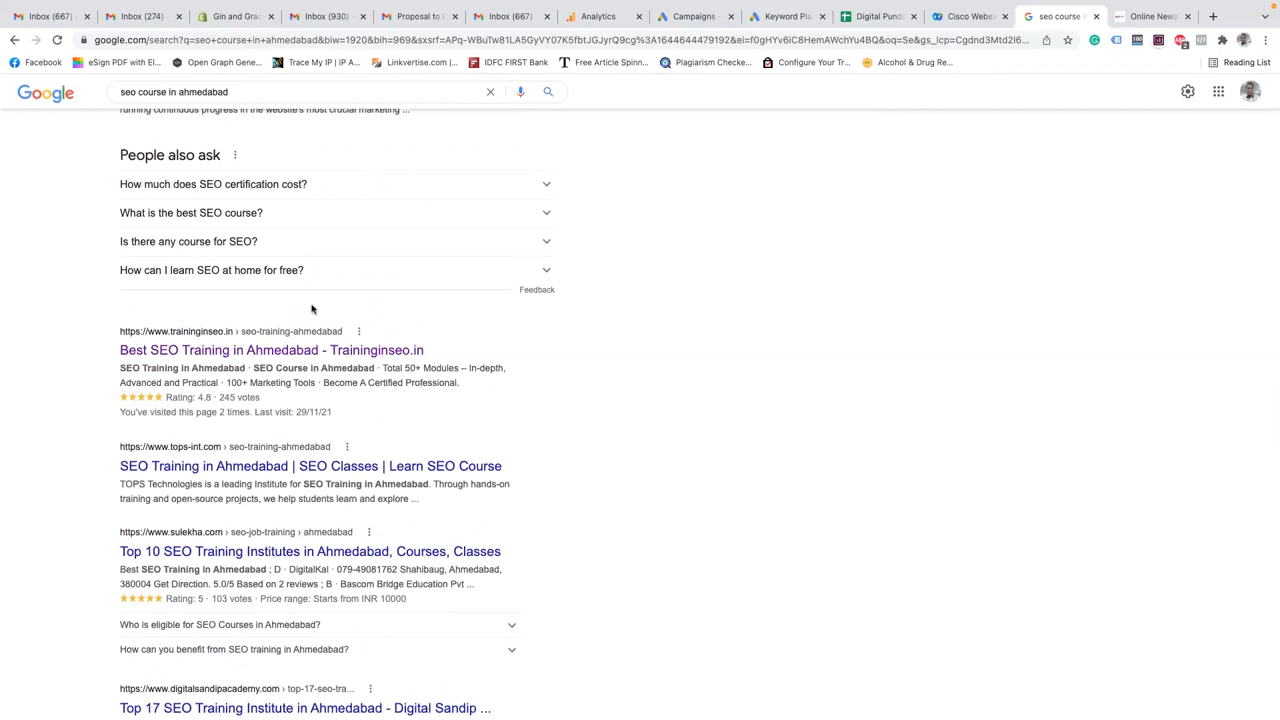 Inbox (667)
Inbox (274)
Gin and Grac
Inbox (930)
Proposal to C
Inbox (667)
Analytics
Campaigns -
Keyword Pla
Digital Pundi
Cisco Webe
seo course i
Online News
google.com/search?q=seo+course+in+ahmedabad&biw=1920&bih=969&sxsrf=APq-WBuTw81LA5GyVY07K5fbtJGJyrQ9cg%3A1644644479192&ei=f0gHYv6iC8HemAWchYu4BQ&oq=Se&gs_lcp=Cgdnd3Mtd2l6...
Facebook
eSign PDF with El...
Open Graph Gene...
Trace My IP | IP A...
Linkvertise.com |...
IDFC FIRST Bank
Free Article Spinn...
Plagiarism Checke...
Configure Your Tr...
Alcohol & Drug Re...
Reading List
Google
seo course in ahmedabad
running continuous progress in the website's most crucial marketing ...
People also ask
How much does SEO certification cost?
What is the best SEO course?
Is there any course for SEO?
How can I learn SEO at home for free?
Feedback
https://www.traininginseo.in › seo-training-ahmedabad
Best SEO Training in Ahmedabad - Traininginseo.in
SEO Training in Ahmedabad · SEO Course in Ahmedabad · Total 50+ Modules – In-depth,
Advanced and Practical · 100+ Marketing Tools · Become A Certified Professional.
Rating: 4.8 · 245 votes
You've visited this page 2 times. Last visit: 29/11/21
https://www.tops-int.com › seo-training-ahmedabad
SEO Training in Ahmedabad | SEO Classes | Learn SEO Course
TOPS Technologies is a leading Institute for SEO Training in Ahmedabad. Through hands-on
training and open-source projects, we help students learn and explore ...
https://www.sulekha.com › seo-job-training › ahmedabad
Top 10 SEO Training Institutes in Ahmedabad, Courses, Classes
Best SEO Training in Ahmedabad ; D · DigitalKal · 079-49081762 Shahibaug, Ahmedabad,
380004 Get Direction. 5.0/5 Based on 2 reviews ; B · Bascom Bridge Education Pvt ...
Rating: 5 · 103 votes · Price range: Starts from INR 10000
Who is eligible for SEO Courses in Ahmedabad?
How can you benefit from SEO training in Ahmedabad?
https://www.digitalsandipacademy.com › top-17-seo-tra...
Top 17 SEO Training Institute in Ahmedabad - Digital Sandip ...